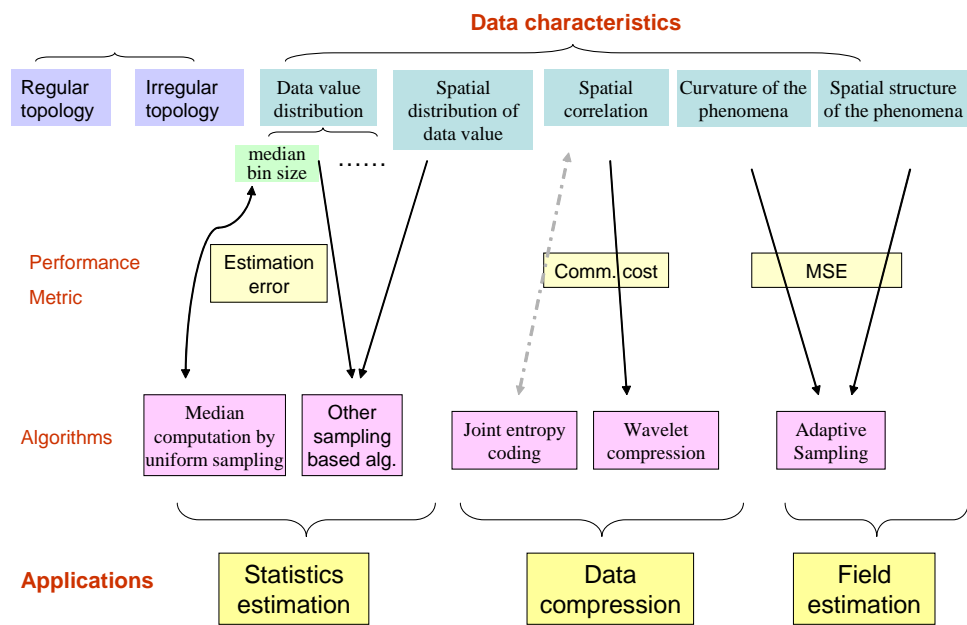 Data characteristics
Regular
topology
Irregular
topology
Data value
distribution
Spatial
distribution of
data value
Spatial
correlation
Curvature of the
phenomena
Spatial structure
of the phenomena
median
bin size
......
Performance
Metric
Estimation
error
Comm. cost
MSE
Algorithms
Median
computation by
uniform sampling
Other
sampling
based alg.
Joint entropy
coding
Wavelet
compression
Adaptive
Sampling
Applications
Statistics
estimation
Data
compression
Field
estimation